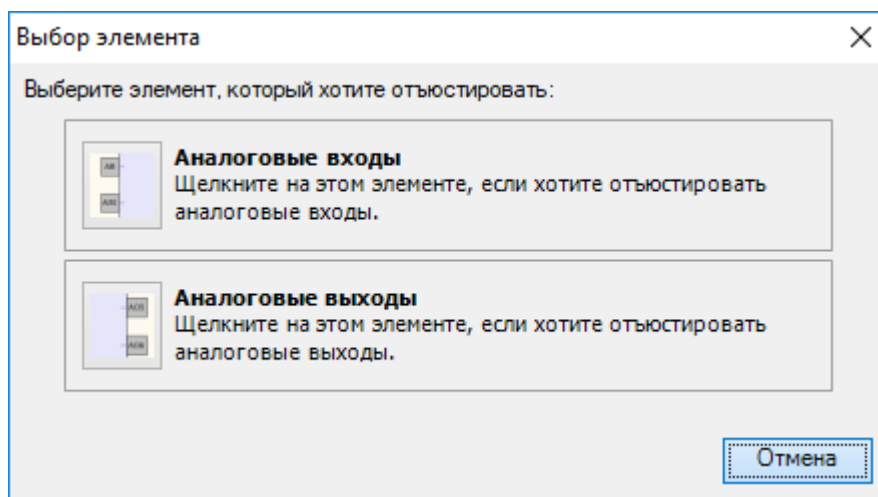 Выбор элемента
Выберите элемент, который хотите отъюстировать:
Аналоговые входы
Щелкните на этом элементе, если хотите отъюстировать
аналоговые входы.
Аналоговые выходы
Щелкните на этом элементе, если хотите отъюстировать
аналоговые выходы.
Отмена